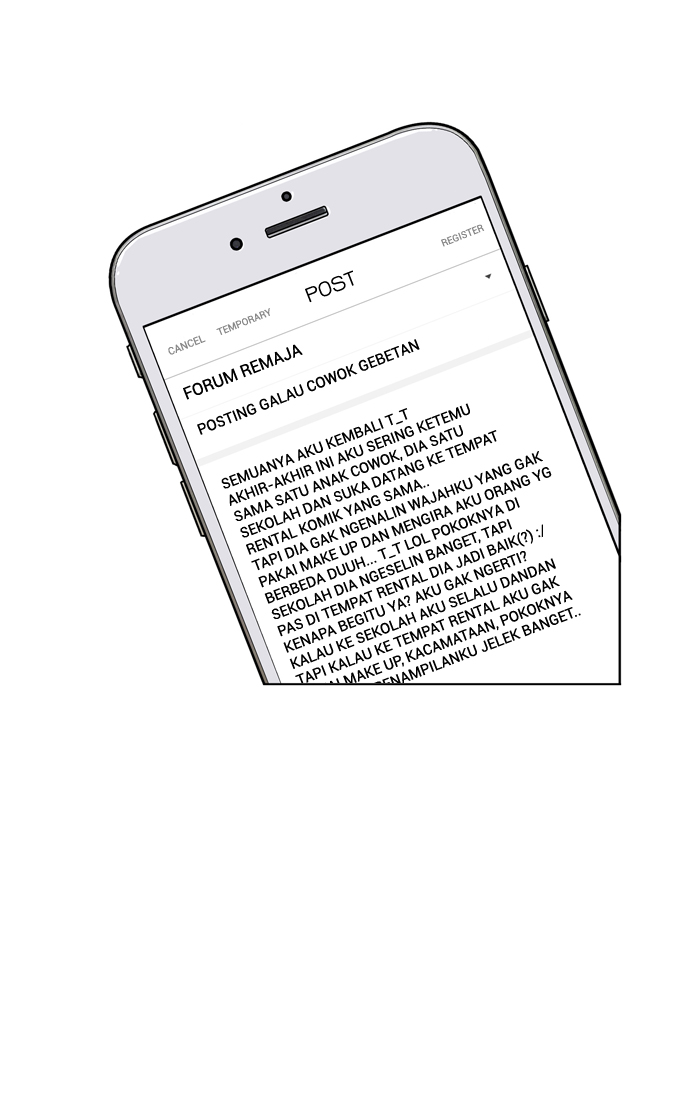 CANCEL TEMPORARY POST REGISTER
FORUM REMAJA
POSTING GALAU COWOK GEBETAN
SEMUANYA AKU KEMBALI T_T
AKHIR-AKHIR INI AKU SERING KETEMU
SAMA SATU ANAK COWOK, DIA SATU
SEKOLAH DAN SUKA DATANG KE TEMPAT
RENTAL KOMIK YANG SAMA..
TAPI DIA GAK NGENALIN WAJAHKU YANG GAK
PAKAI MAKE UP DAN MENGIRA AKU ORANG YG
BERBEDA DUUH... T_T LOL POKOKNYA DI
SEKOLAH DIA NGESELIN BANGET, TAPI
PAS DI TEMPAT RENTAL DIA JADI BAIK(?) :/
KENAPA BEGITU YA? AKU GAK NGERTI?
KALAU KE SEKOLAH AKU SELALU DANDAN
TAPI KALAU KE TEMPAT RENTAL AKU GAK
MAKE UP, KACAMATAAN, POKOKNYA
JELEK BANGET..